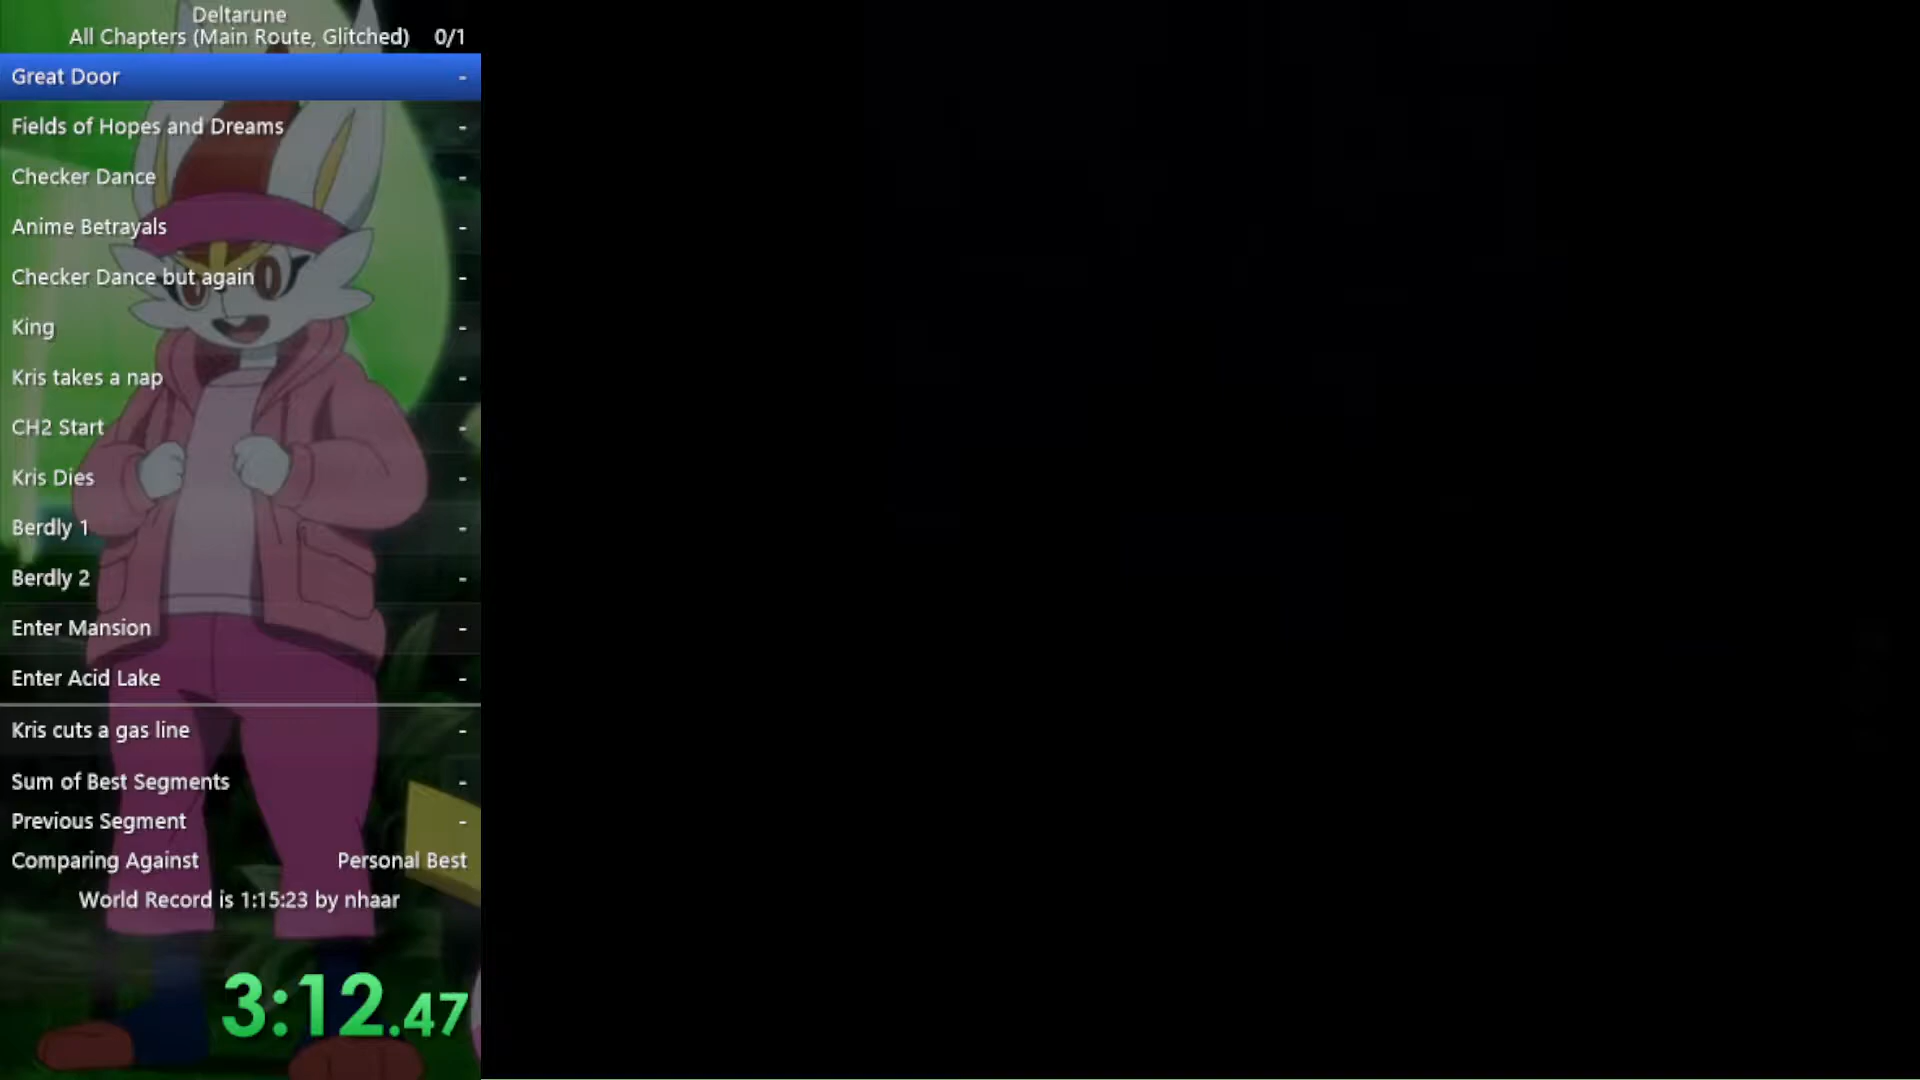 Deltarune
All Chapters (Main Route, Glitched) 0/1
Great Door -
Fields of Hopes and Dreams -
Checker Dance -
Anime Betrayals -
Checker Dance but again -
King -
Kris takes a nap -
CH2 Start -
Kris Dies -
Berdly 1 -
Berdly 2 -
Enter Mansion -
Enter Acid Lake -
Kris cuts a gas line -
Sum of Best Segments -
Previous Segment -
Comparing Against Personal Best
World Record is 1:15:23 by nhaar
3:12.47